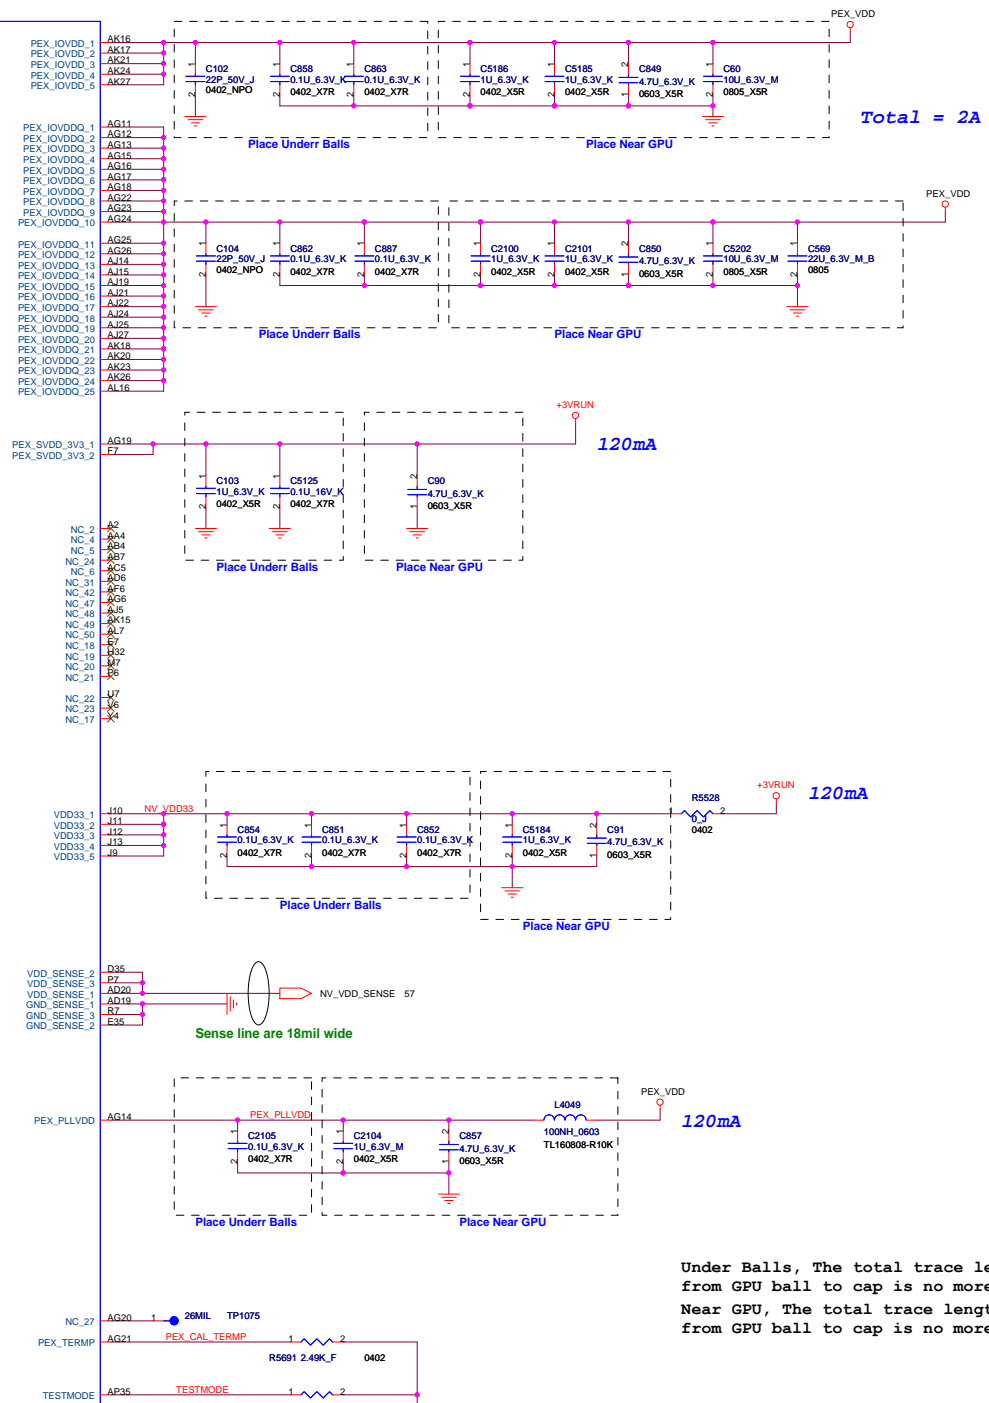 PEX_VDD
PEX_IOVDD_1 AK16
PEX_IOVDD_2 AK17
PEX_IOVDD_3 AK21
PEX_IOVDD_4 AK24
PEX_IOVDD_5 AK27
C102 22P_50V_J 0402_NPO
C858 0.1U_6.3V_K 0402_X7R
C863 0.1U_6.3V_K 0402_X7R
C5186 1U_6.3V_K 0402_X5R
C5185 1U_6.3V_K 0402_X5R
C849 4.7U_6.3V_K 0603_X5R
C60 10U_6.3V_M 0805_X5R
Total = 2A
Place Underr Balls
Place Near GPU
PEX_IOVDDQ_1 AG11
PEX_IOVDDQ_2 AG12
PEX_IOVDDQ_3 AG13
PEX_IOVDDQ_4 AG15
PEX_IOVDDQ_5 AG16
PEX_IOVDDQ_6 AG17
PEX_IOVDDQ_7 AG18
PEX_IOVDDQ_8 AG22
PEX_IOVDDQ_9 AG23
PEX_IOVDDQ_10 AG24
PEX_IOVDDQ_11 AG25
PEX_IOVDDQ_12 AG26
PEX_IOVDDQ_13 AJ14
PEX_IOVDDQ_14 AJ15
PEX_IOVDDQ_15 AJ19
PEX_IOVDDQ_16 AJ21
PEX_IOVDDQ_17 AJ22
PEX_IOVDDQ_18 AJ24
PEX_IOVDDQ_19 AJ25
PEX_IOVDDQ_20 AJ27
PEX_IOVDDQ_21 AK18
PEX_IOVDDQ_22 AK20
PEX_IOVDDQ_23 AK23
PEX_IOVDDQ_24 AK26
PEX_IOVDDQ_25 AL16
PEX_VDD
C104 22P_50V_J 0402_NPO
C862 0.1U_6.3V_K 0402_X7R
C887 0.1U_6.3V_K 0402_X7R
C2100 1U_6.3V_K 0402_X5R
C2101 1U_6.3V_K 0402_X5R
C850 4.7U_6.3V_K 0603_X5R
C5202 10U_6.3V_M 0805_X5R
C569 22U_6.3V_M_B 0805
Place Underr Balls
Place Near GPU
+3VRUN
120mA
PEX_SVDD_3V3_1 AG19
PEX_SVDD_3V3_2 F7
C103 1U_6.3V_K 0402_X5R
C5125 0.1U_16V_K 0402_X7R
C90 4.7U_6.3V_K 0603_X5R
Place Underr Balls
Place Near GPU
NC_2 A2
NC_4 AA4
NC_5 AB4
NC_24 AB7
NC_6 AC5
NC_31 AD6
NC_42 AF6
NC_47 AG6
NC_48 AJ5
NC_49 AK15
NC_50 AL7
NC_18 E7
NC_19 H32
NC_20 M7
NC_21 P6
NC_22 U7
NC_23 V6
NC_17 Y4
+3VRUN
120mA
R5528 0_J 0402
2
NV_VDD33
VDD33_1 J10
VDD33_2 J11
VDD33_3 J12
VDD33_4 J13
VDD33_5 J9
C854 0.1U_6.3V_K 0402_X7R
C851 0.1U_6.3V_K 0402_X7R
C852 0.1U_6.3V_K 0402_X7R
C5184 1U_6.3V_K 0402_X5R
C91 4.7U_6.3V_K 0603_X5R
Place Underr Balls
Place Near GPU
VDD_SENSE_2 D35
VDD_SENSE_3 P7
VDD_SENSE_1 AD20
GND_SENSE_1 AD19
GND_SENSE_3 R7
GND_SENSE_2 E35
NV_VDD_SENSE 57
Sense line are 18mil wide
PEX_VDD
120mA
PEX_PLLVDD AG14
PEX_PLLVDD
L4049
100NH_0603
TL160808-R10K
C2105 0.1U_6.3V_K 0402_X7R
C2104 1U_6.3V_M 0402_X5R
C857 4.7U_6.3V_K 0603_X5R
Place Underr Balls
Place Near GPU
Under Balls, The total trace le
from GPU ball to cap is no more
Near GPU, The total trace lengt
from GPU ball to cap is no more
NC_27 AG20 1 26MIL TP1075
PEX_TERMP AG21 PEX_CAL_TERMP 1 2
R5691 2.49K_F 0402
TESTMODE AP35 TESTMODE 1 2